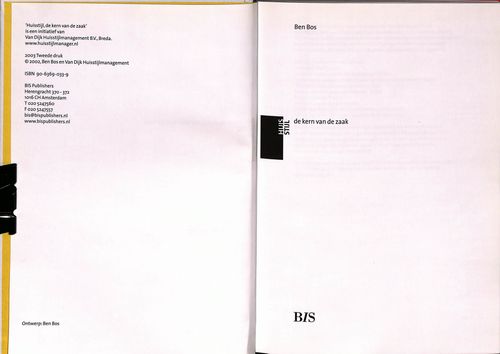 'Huisstijl, de kern van de zaak'
is een initiatief van
Van Dijk Huisstijlmanagement B.V., Breda.
www.huisstijlmanager.nl
2003 Tweede druk
© 2002, Ben Bos en Van Dijk Huisstijlmanagement
ISBN 90-6369-033-9
BIS Publishers
Herengracht 370 - 372
1016 CH Amsterdam
T 020 5247560
F 020 5247557
bis@bispublishers.nl
www.bispublishers.nl
Ontwerp: Ben Bos
Ben Bos
HUIS
STIJL
de kern van de zaak
BIS